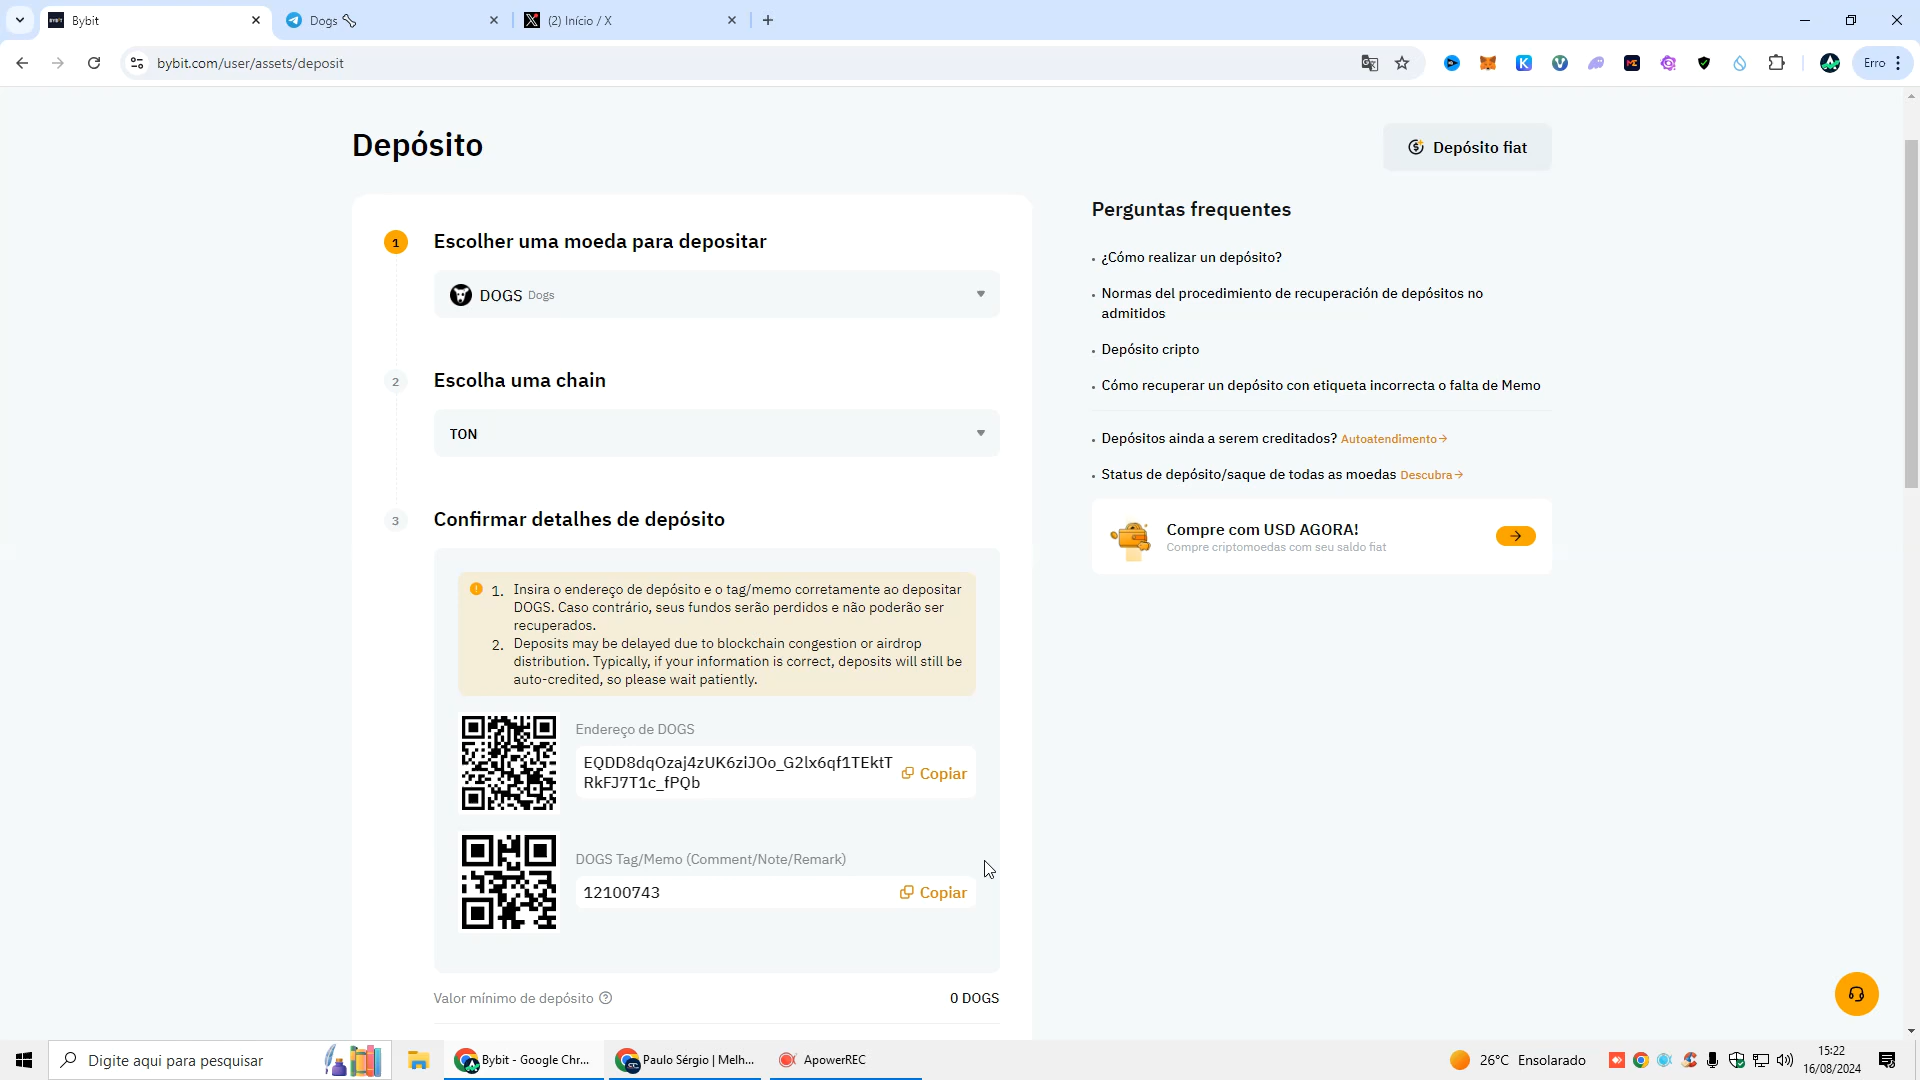 Bybit
Dogs
(2) Início / X
bybit.com/user/assets/deposit
Erro
Depósito
Depósito fiat
1
Escolher uma moeda para depositar
DOGS Dogs
2
Escolha uma chain
TON
3
Confirmar detalhes de depósito
1. Insira o endereço de depósito e o tag/memo corretamente ao depositar
DOGS. Caso contrário, seus fundos serão perdidos e não poderão ser
recuperados.
2. Deposits may be delayed due to blockchain congestion or airdrop
distribution. Typically, if your information is correct, deposits will still be
auto-credited, so please wait patiently.
Endereço de DOGS
EQDD8dqOzaj4zUK6ziJOo_G2lx6qf1TEktT
RkFJ7T1c_fPQb
Copiar
DOGS Tag/Memo (Comment/Note/Remark)
12100743
Copiar
Valor mínimo de depósito
0 DOGS
Perguntas frequentes
¿Cómo realizar un depósito?
Normas del procedimiento de recuperación de depósitos no
admitidos
Depósito cripto
Cómo recuperar un depósito con etiqueta incorrecta o falta de Memo
Depósitos ainda a serem creditados? Autoatendimento→
Status de depósito/saque de todas as moedas Descubra→
Compre com USD AGORA!
Compre criptomoedas com seu saldo fiat
Digite aqui para pesquisar
Bybit - Google Chr...
Paulo Sérgio | Melh...
ApowerREC
26°C Ensolarado
15:22
16/08/2024